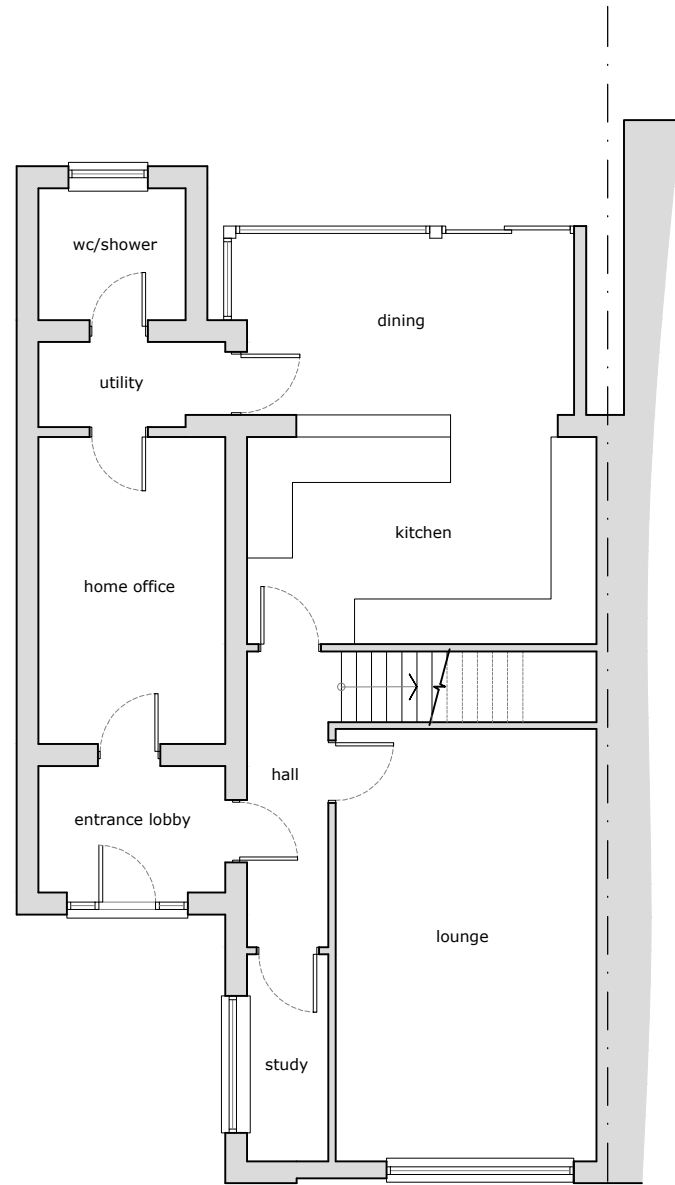 wc/shower
dining
utility
kitchen
home office
hall
entrance lobby
lounge
study